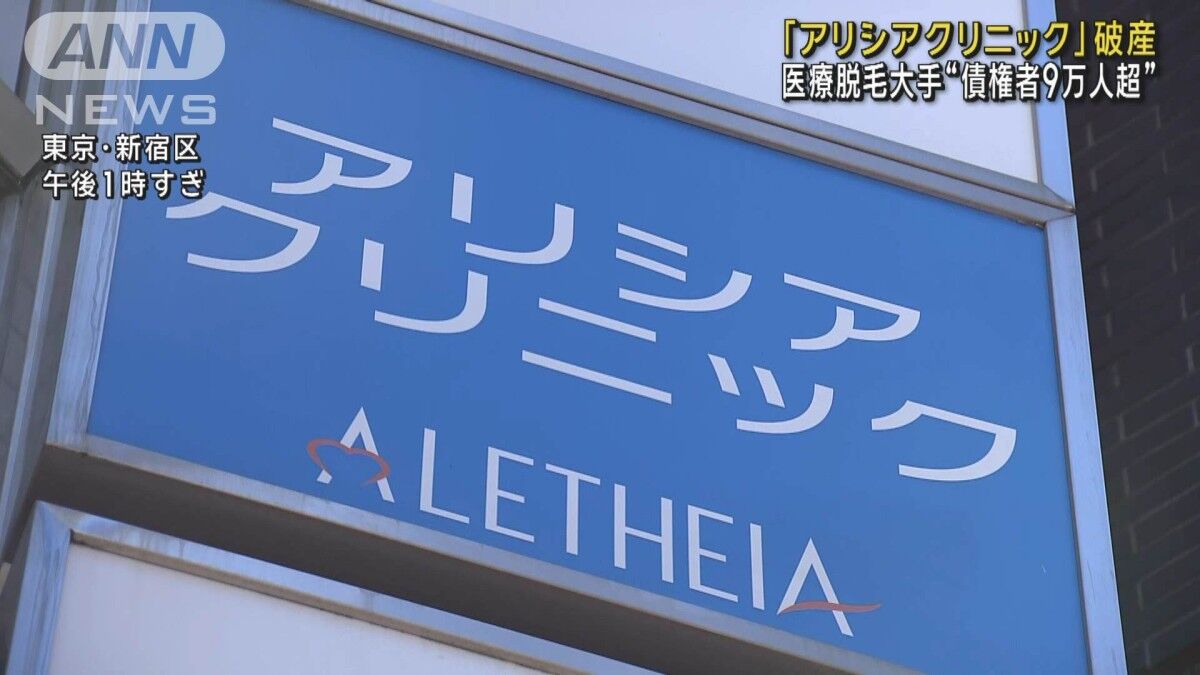 ANN
NEWS
東京・新宿区
午後1時すぎ
「アリシアクリニック」破産
医療脱毛大手“債権者9万人超”
アリシア
クリニック
ALETHEIA